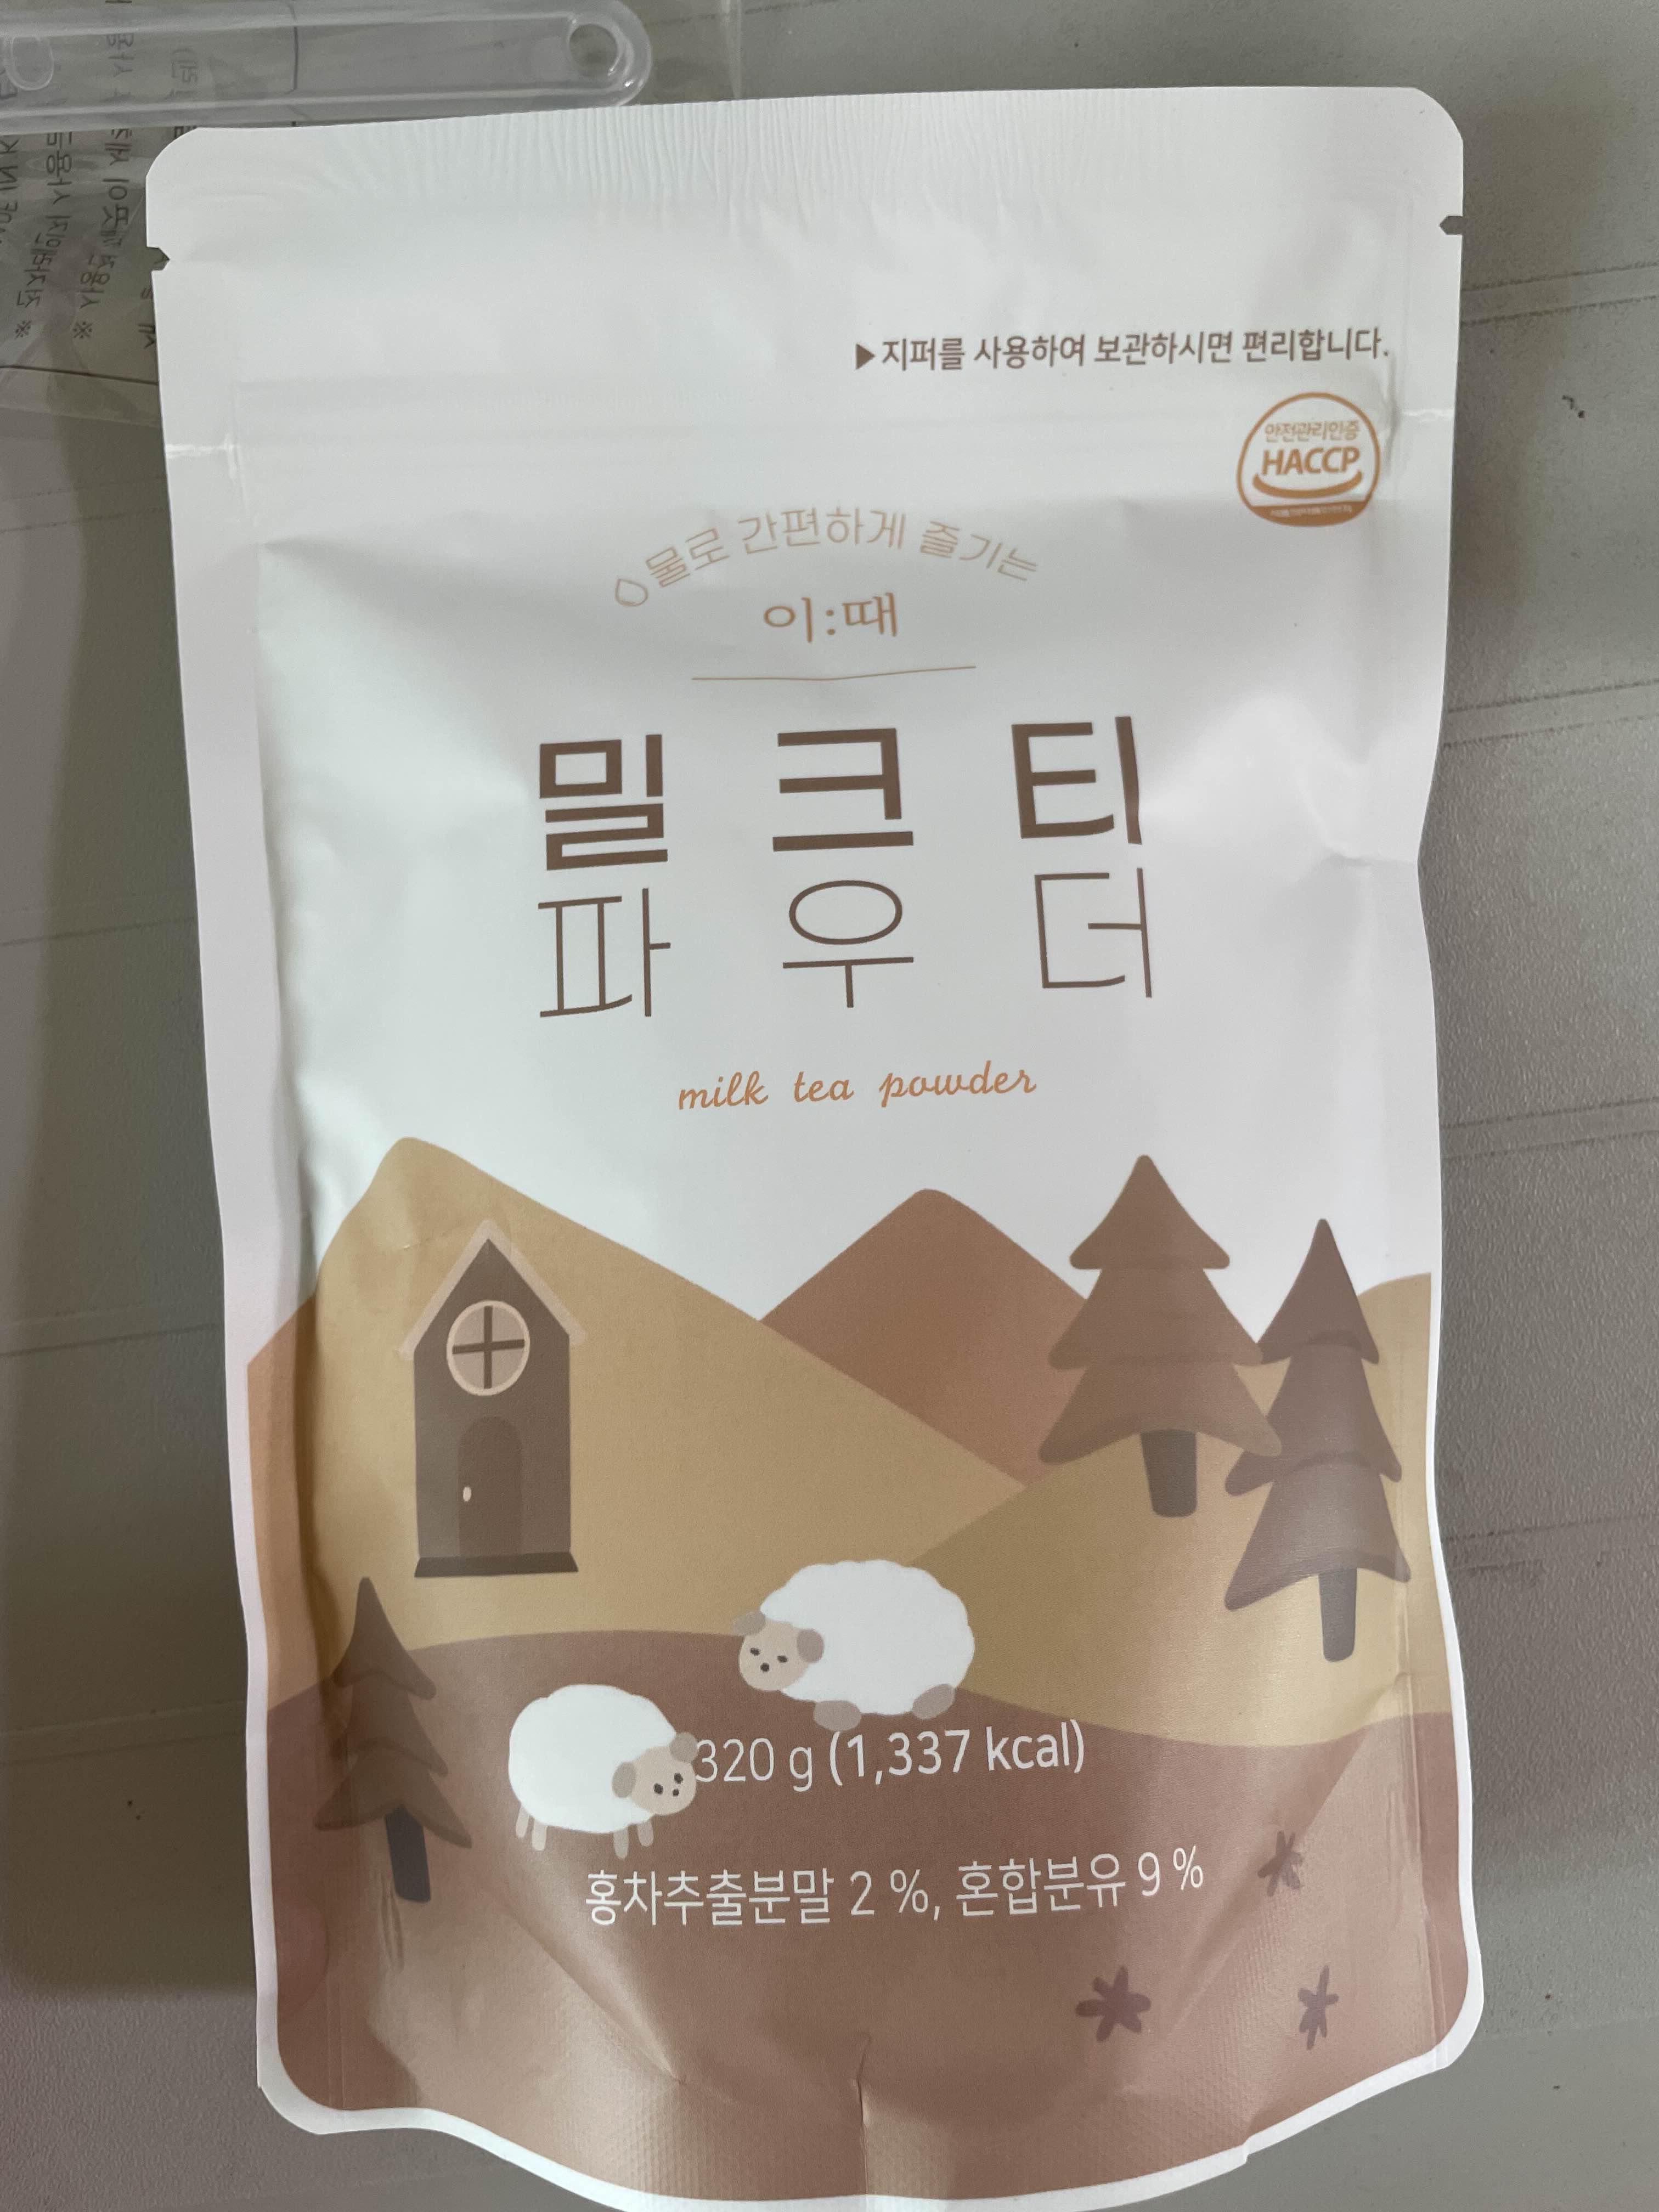 ▶지퍼를 사용하여 보관하시면 편리합니다.
안전관리인증
HACCP
물로 간편하게 즐기는
이:때
밀크티
파우더
milk tea powder
320 g (1,337 kcal)
홍차추출분말 2 %, 혼합분유 9 %